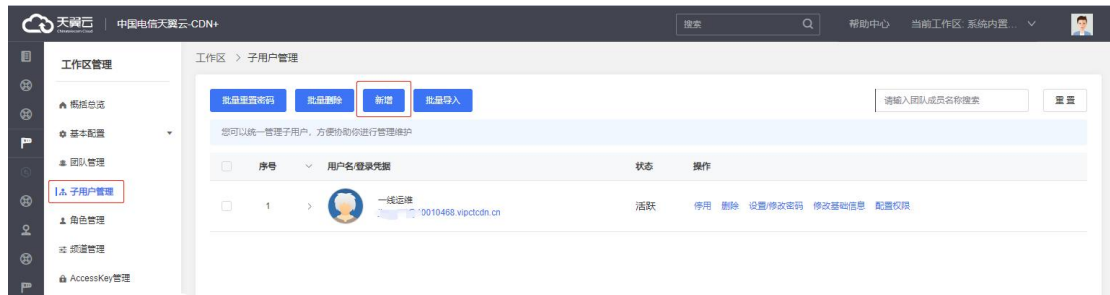 天翼云 中国电信天翼云-CDN+ 搜索 帮助中心 当前工作区: 系统内置...
工作区管理
概括总览
基本配置
团队管理
子用户管理
角色管理
频道管理
AccessKey管理
工作区 > 子用户管理
批量重置密码 批量删除 新增 批量导入 请输入团队成员名称搜索 重置
您可以统一管理子用户，方便协助你进行管理维护
序号 用户名/登录凭据 状态 操作
1 一线运维 活跃 停用 删除 设置/修改密码 修改基础信息 配置权限
0010468.vipctcdn.cn